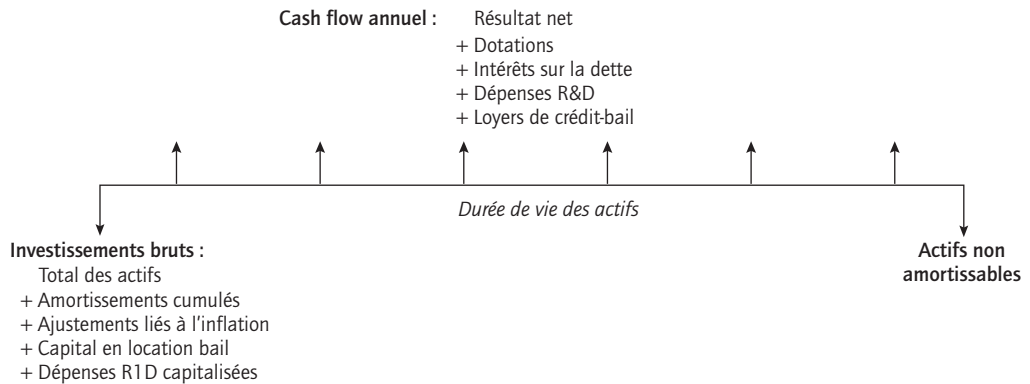 Cash flow annuel : Résultat net
+ Dotations
+ Intérêts sur la dette
+ Dépenses R&D
+ Loyers de crédit-bail
Durée de vie des actifs
Investissements bruts :
Total des actifs
+ Amortissements cumulés
+ Ajustements liés à l'inflation
+ Capital en location bail
+ Dépenses R1D capitalisées
Actifs non
amortissables